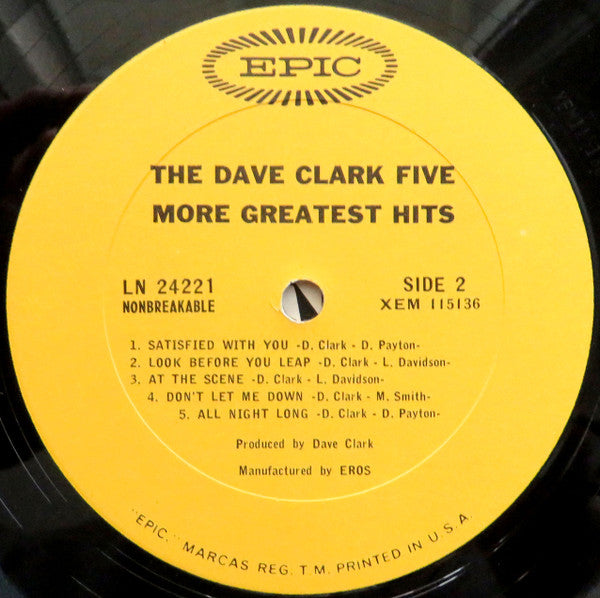 EPIC
THE DAVE CLARK FIVE
MORE GREATEST HITS
LN 24221
NONBREAKABLE
SIDE 2
XEM 115136
1. SATISFIED WITH YOU -D. Clark - D. Payton-
2. LOOK BEFORE YOU LEAP -D. Clark - L. Davidson-
3. AT THE SCENE -D. Clark - L. Davidson-
4. DON'T LET ME DOWN -D. Clark - M. Smith-
5. ALL NIGHT LONG -D. Clark - D. Payton-
Produced by Dave Clark
Manufactured by EROS
"EPIC," MARCAS REG. T.M. PRINTED IN U.S.A.